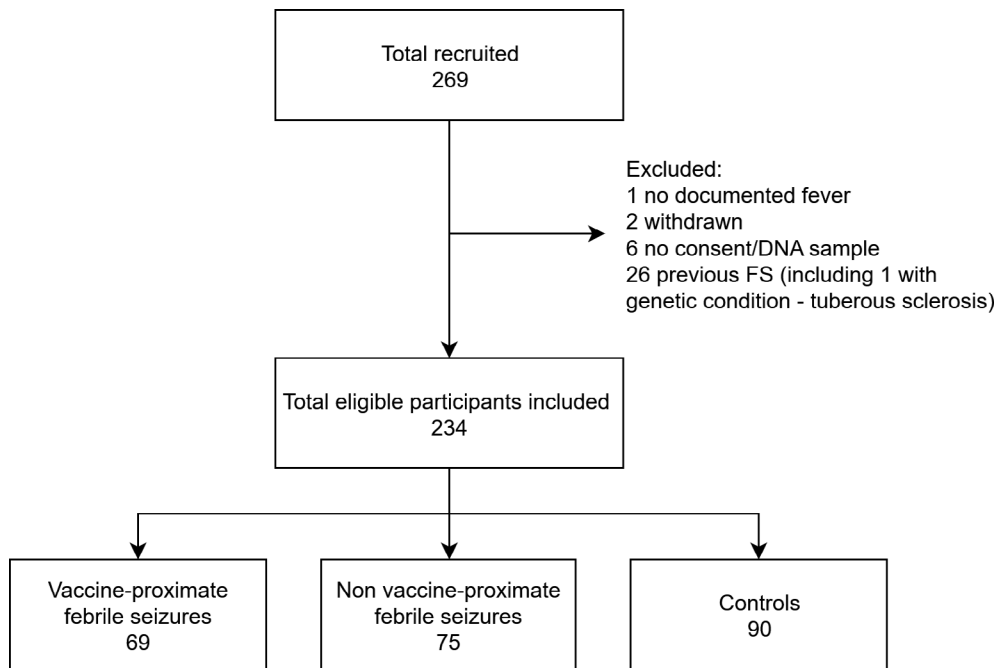 Total recruited
269
Excluded:
1 no documented fever
2 withdrawn
6 no consent/DNA sample
26 previous FS (including 1 with
genetic condition - tuberous sclerosis)
Total eligible participants included
234
Vaccine-proximate
febrile seizures
69
Non vaccine-proximate
febrile seizures
75
Controls
90